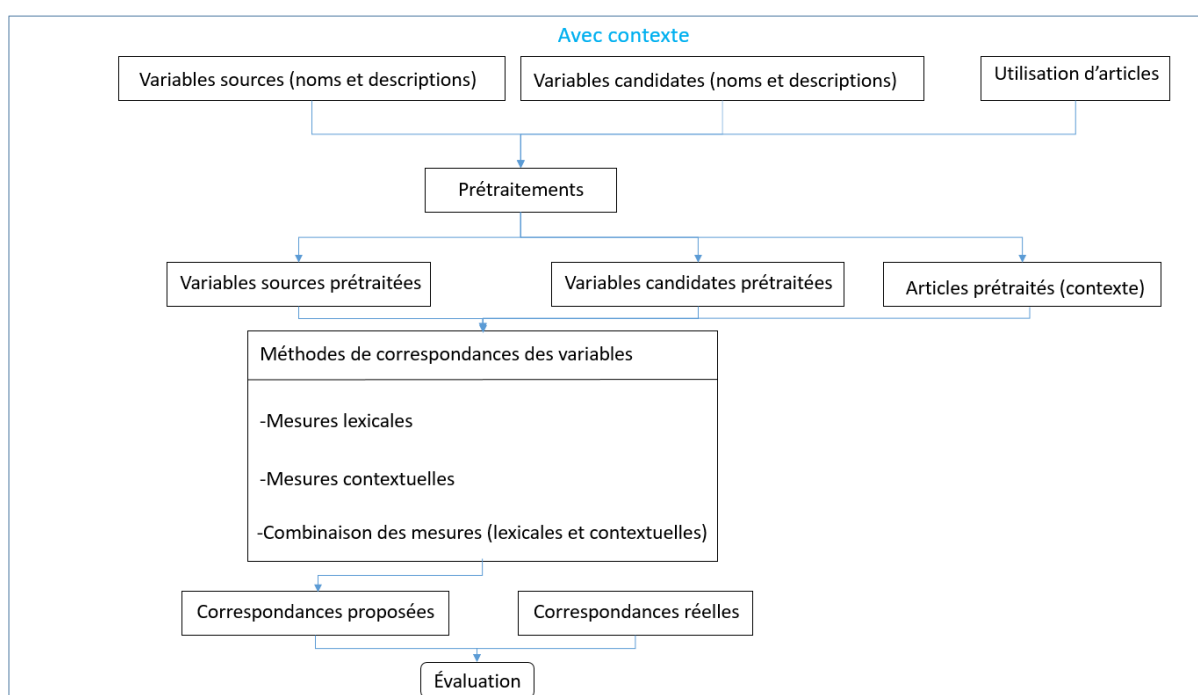 Avec contexte
Variables sources (noms et descriptions)
Variables candidates (noms et descriptions)
Utilisation d’articles
Prétraitements
Variables sources prétraitées
Variables candidates prétraitées
Articles prétraités (contexte)
Méthodes de correspondances des variables
-Mesures lexicales
-Mesures contextuelles
-Combinaison des mesures (lexicales et contextuelles)
Correspondances proposées
Correspondances réelles
Évaluation